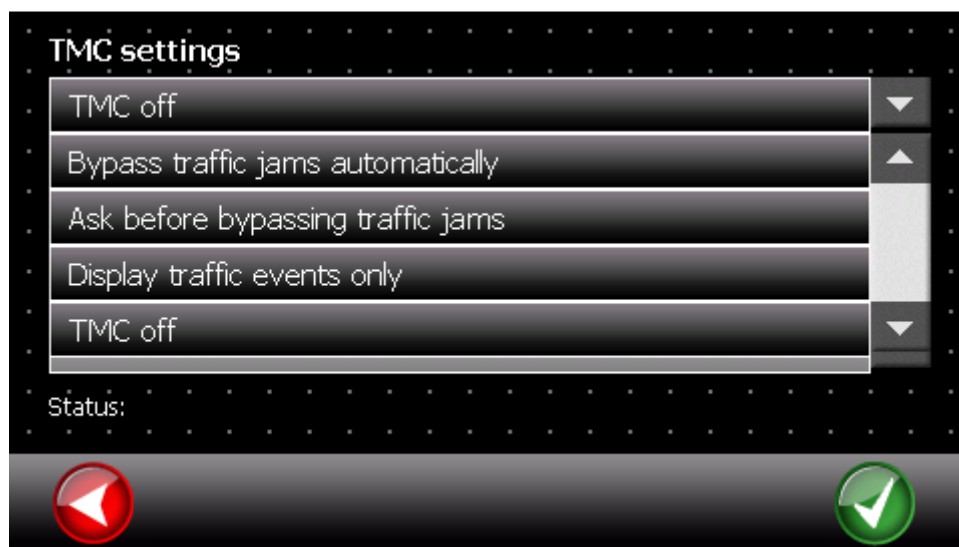 TMC settings
TMC off
Bypass traffic jams automatically
Ask before bypassing traffic jams
Display traffic events only
TMC off
Status: